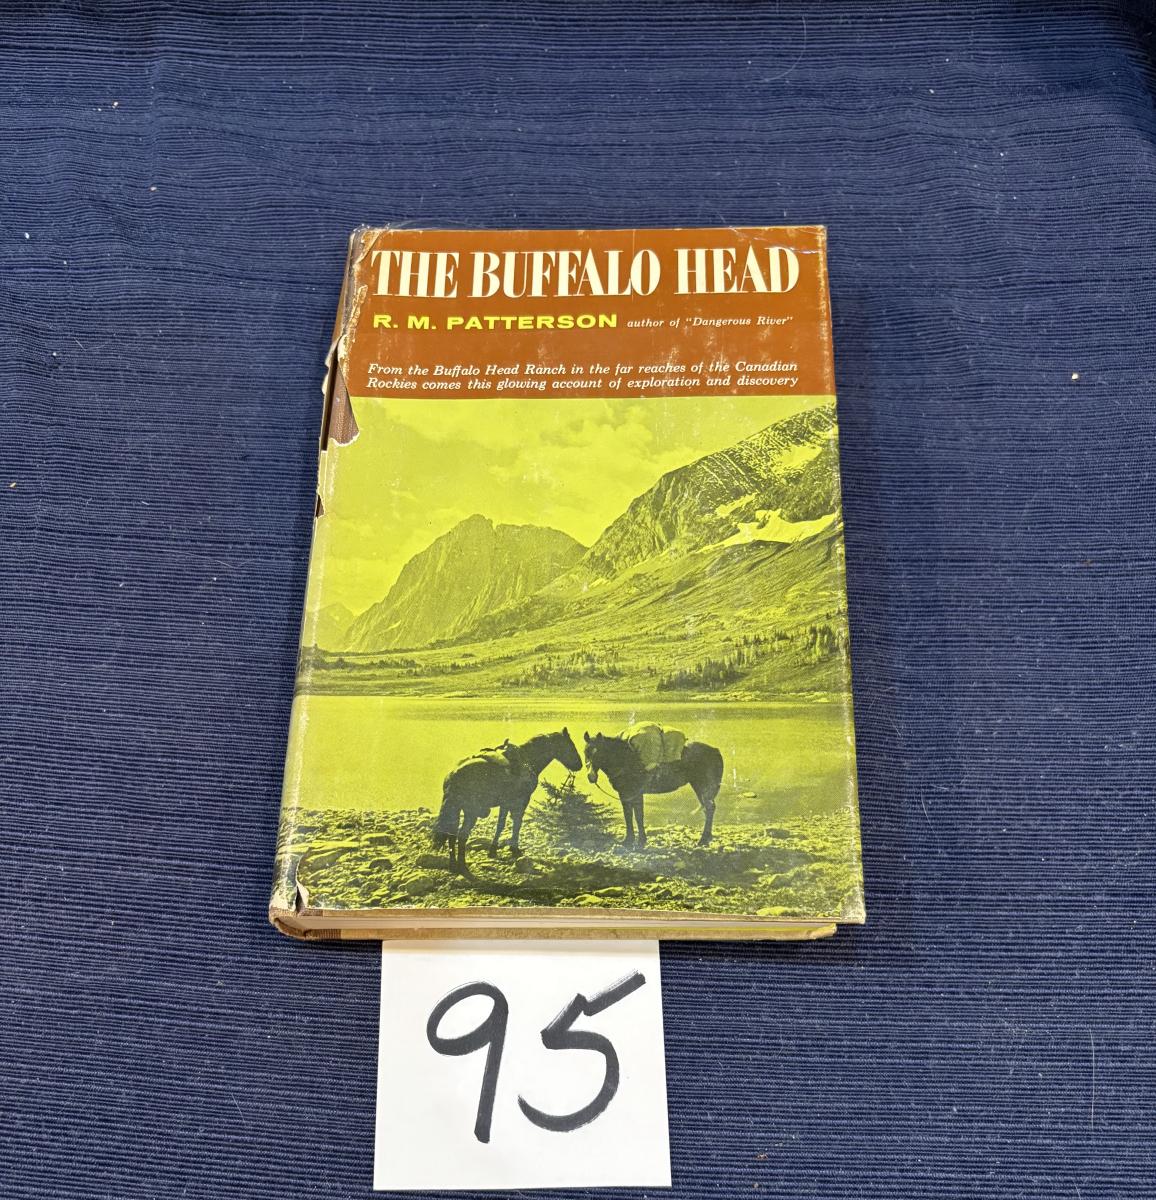 THE BUFFALO HEAD
R. M. PATTERSON author of "Dangerous River"
From the Buffalo Head Ranch in the far reaches of the Canadian
Rockies comes this glowing account of exploration and discovery
95